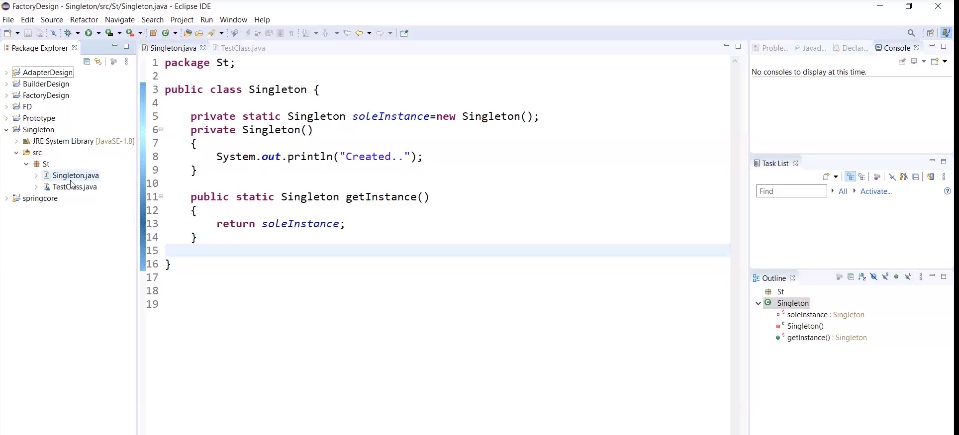 FactoryDesign - Singleton/src/St/Singleton.java - Eclipse IDE
File Edit Source Refactor Navigate Search Project Run Window Help
Package Explorer
AdapterDesign
BuilderDesign
FactoryDesign
FD
Prototype
Singleton
JRE System Library [JavaSE-1.8]
src
St
Singleton.java
TestClass.java
springcore
Singleton.java TestClass.java
1 package St;
2
3 public class Singleton {
4
5 private static Singleton soleInstance=new Singleton();
6 private Singleton()
7 {
8 System.out.println("Created..");
9 }
10
11 public static Singleton getInstance()
12 {
13 return soleInstance;
14 }
15
16 }
17
18
19
Proble... Javad... Declar... Console
No consoles to display at this time.
Task List
Find All Activate...
Outline
St
Singleton
soleInstance : Singleton
Singleton()
getInstance() : Singleton